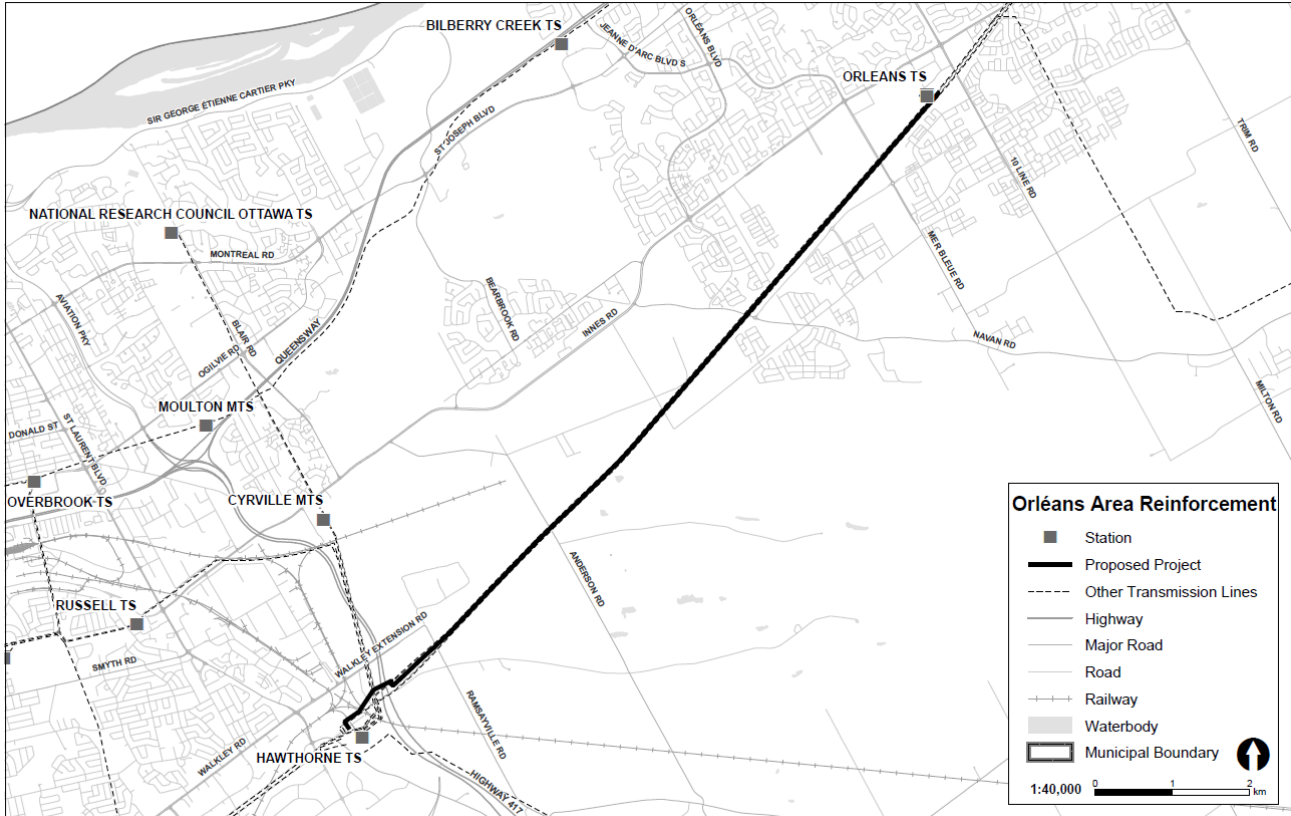 BILBERRY CREEK TS
ORLÉANS BLVD
JEANNE D'ARC BLVD S
ORLEANS TS
SIR GEORGE ÉTIENNE CARTIER PKY
ST JOSEPH BLVD
TRIM RD
10 LINE RD
NATIONAL RESEARCH COUNCIL OTTAWA TS
MONTREAL RD
MER BLEUE RD
BEARBROOK RD
AVIATION PKY
BLAIR RD
QUEENSWAY
INNES RD
NAVAN RD
OGILVIE RD
MILTON RD
MOULTON MTS
DONALD ST
ST LAURENT BLVD
OVERBROOK TS
CYRVILLE MTS
ANDERSON RD
RUSSELL TS
WALKLEY EXTENSION RD
SMYTH RD
RAMSAYVILLE RD
WALKLEY RD
HAWTHORNE TS
HIGHWAY 417
Orléans Area Reinforcement
Station
Proposed Project
Other Transmission Lines
Highway
Major Road
Road
Railway
Waterbody
Municipal Boundary
1:40,000
0 1 2
km